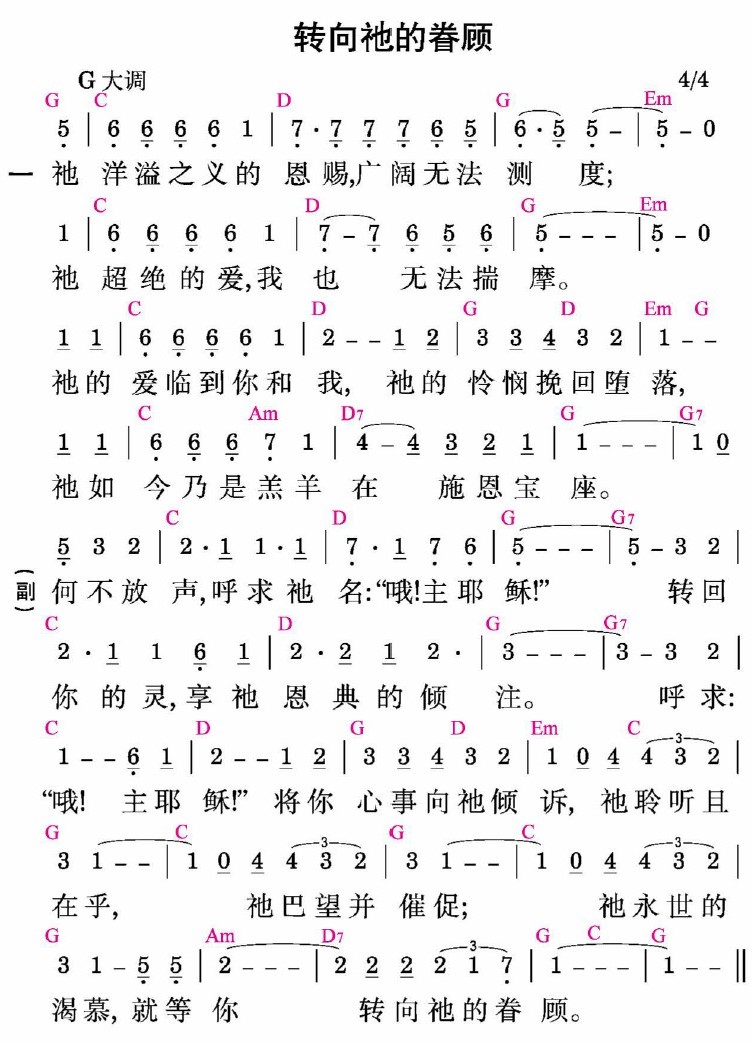 转向祂的眷顾
G 大调 4/4
G C D G Em
5 | 6 6 6 6 1 | 7 · 7 7 7 6 5 | 6 · 5 5 – | 5 – 0
一 祂 洋溢之义的 恩赐,广阔无法 测 度;
C D G Em
1 | 6 6 6 6 1 | 7 – 7 6 5 6 | 5 – – – | 5 – 0
祂 超绝的爱,我 也 无法揣 摩。
C D G D Em G
1 1 | 6 6 6 6 1 | 2 – – 1 2 | 3 3 4 3 2 | 1 – –
祂的 爱临到你和 我, 祂的 怜悯挽回堕 落,
C Am D7 G G7
1 1 | 6 6 6 7 1 | 4 – 4 3 2 1 | 1 – – – | 1 0
祂如 今乃是羔羊 在 施恩宝 座。
C D G G7
5 3 2 | 2 · 1 1 · 1 | 7 · 1 7 6 | 5 – – – | 5 – 3 2 |
(副) 何不放 声,呼求祂 名:“哦!主耶 稣!” 转回
C D G G7
2 · 1 1 6 1 | 2 · 2 1 2 · | 3 – – – | 3 – 3 2 |
你 的灵,享祂恩 典的倾 注。 呼求:
C D G D Em C
1 – – 6 1 | 2 – – 1 2 | 3 3 4 3 2 | 1 0 4 4 3 2 |
“哦! 主耶 稣!” 将你 心事向祂倾 诉, 祂聆听且
G C G C
3 1 – – | 1 0 4 4 3 2 | 3 1 – – | 1 0 4 4 3 2 |
在乎, 祂巴望并 催促; 祂永世的
G Am D7 G C G
3 1 – 5 5 | 2 – – – | 2 2 2 2 2 1 7 | 1 – – – | 1 – – ‖
渴慕,就等 你 转向祂的眷 顾。